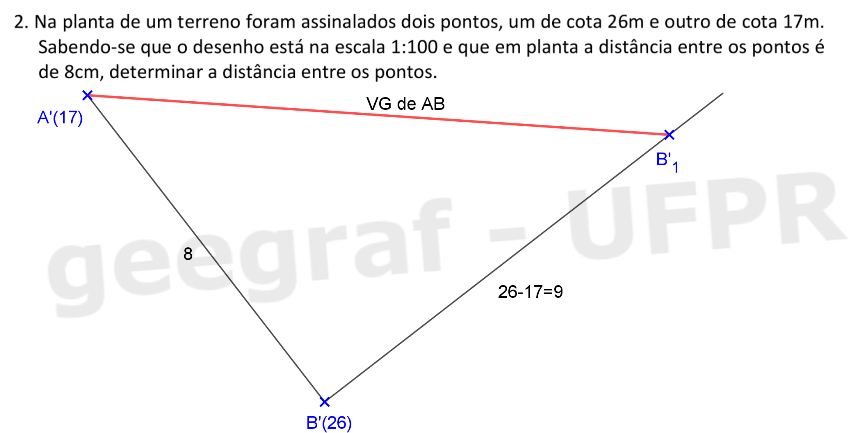 2. Na planta de um terreno foram assinalados dois pontos, um de cota 26m e outro de cota 17m.
Sabendo-se que o desenho está na escala 1:100 e que em planta a distância entre os pontos é
de 8cm, determinar a distância entre os pontos.
VG de AB
A'(17)
B'1
geegraf - UFPR
8
26-17=9
B'(26)